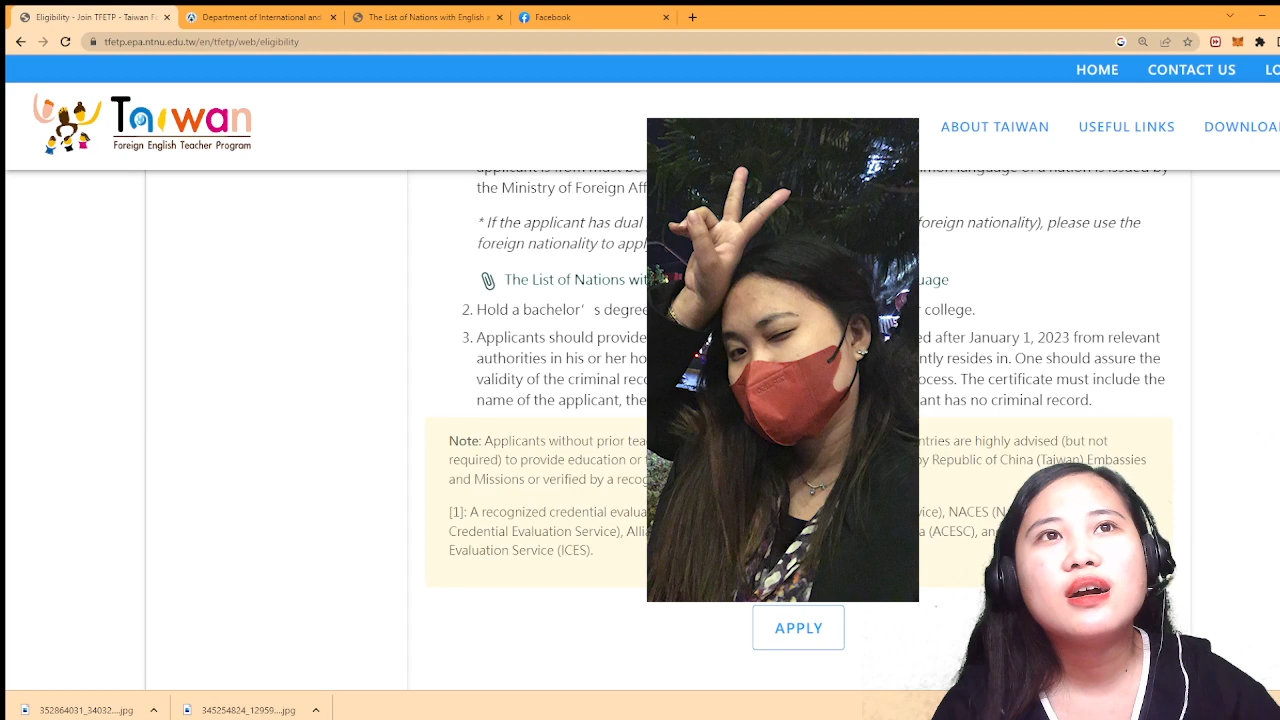 Eligibility - Join TFETP - Taiwan F
Department of International and
The List of Nations with English a
Facebook
tfetp.epa.ntnu.edu.tw/en/tfetp/web/eligibility
HOME CONTACT US LO
Taiwan
Foreign English Teacher Program
ABOUT TAIWAN USEFUL LINKS DOWNLOA
applicant is from must be mmon language of a nation is issued by
the Ministry of Foreign Aff
* If the applicant has dual foreign nationality), please use the
foreign nationality to apply
The List of Nations wit uage
2. Hold a bachelor's degree r college.
3. Applicants should provide ed after January 1, 2023 from relevant
authorities in his or her ho ntly resides in. One should assure the
validity of the criminal reco ocess. The certificate must include the
name of the applicant, the ant has no criminal record.
Note: Applicants without prior tea ntries are highly advised (but not
required) to provide education or by Republic of China (Taiwan) Embassies
and Missions or verified by a recog
[1]: A recognized credential evalua vice), NACES (N
Credential Evaluation Service), Allia a (ACESC), an
Evaluation Service (ICES).
APPLY
352864031_34032....jpg
345254824_12959....jpg